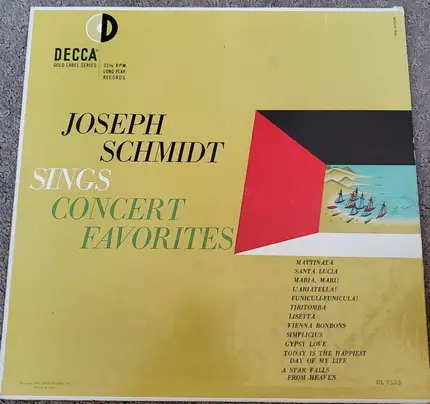 DECCA
GOLD LABEL SERIES
33⅓ RPM
LONG PLAY
RECORDS
JOSEPH
SCHMIDT
SINGS
CONCERT
FAVORITES
MATTINATA
SANTA LUCIA
MARIA, MARI!
L'ARIATELLA!
FUNICULI-FUNICULA!
TIRITOMBA
LISETTA
VIENNA BONBONS
SIMPLICIUS
GYPSY LOVE
TODAY IS THE HAPPIEST
DAY OF MY LIFE
A STAR FALLS
FROM HEAVEN